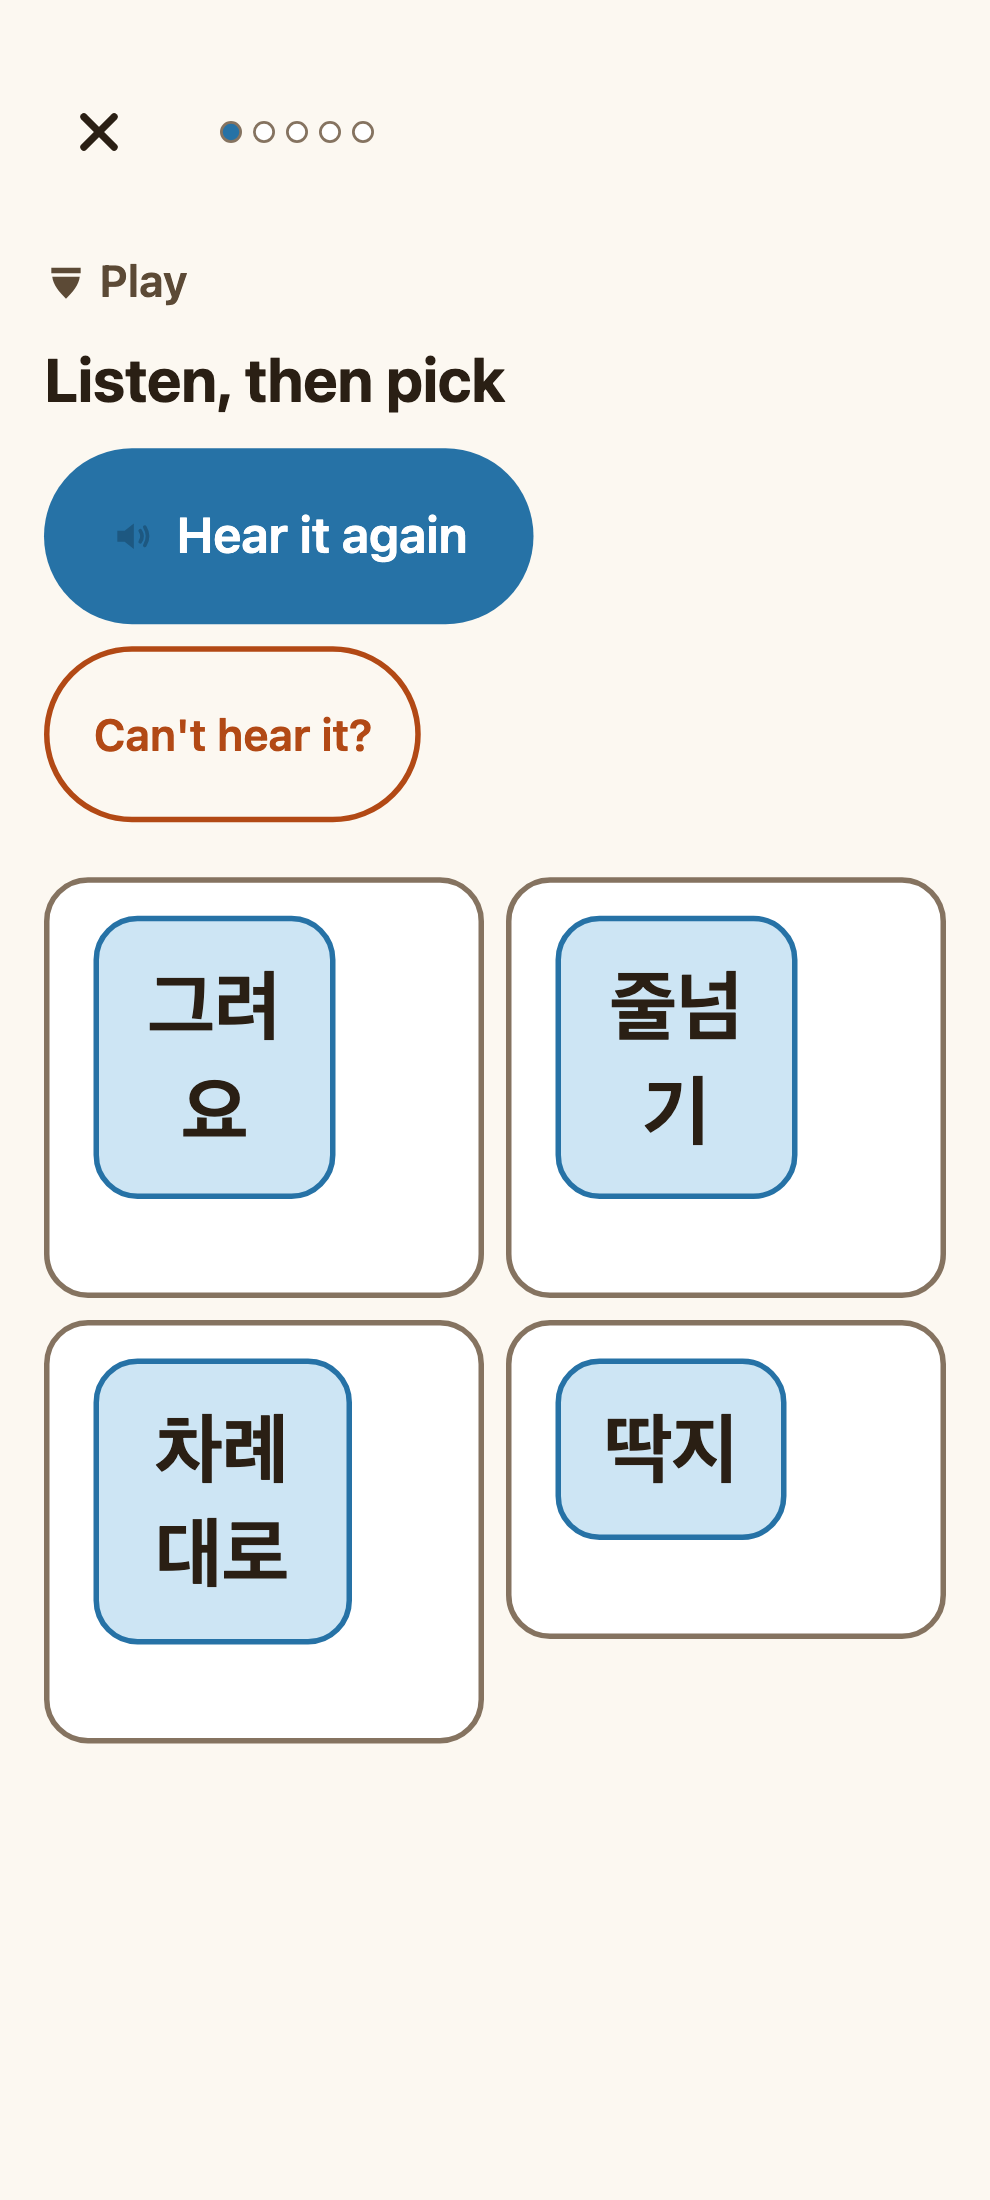 Play
Listen, then pick
Hear it again
Can't hear it?
그려
요
줄넘
기
차례
대로
딱지